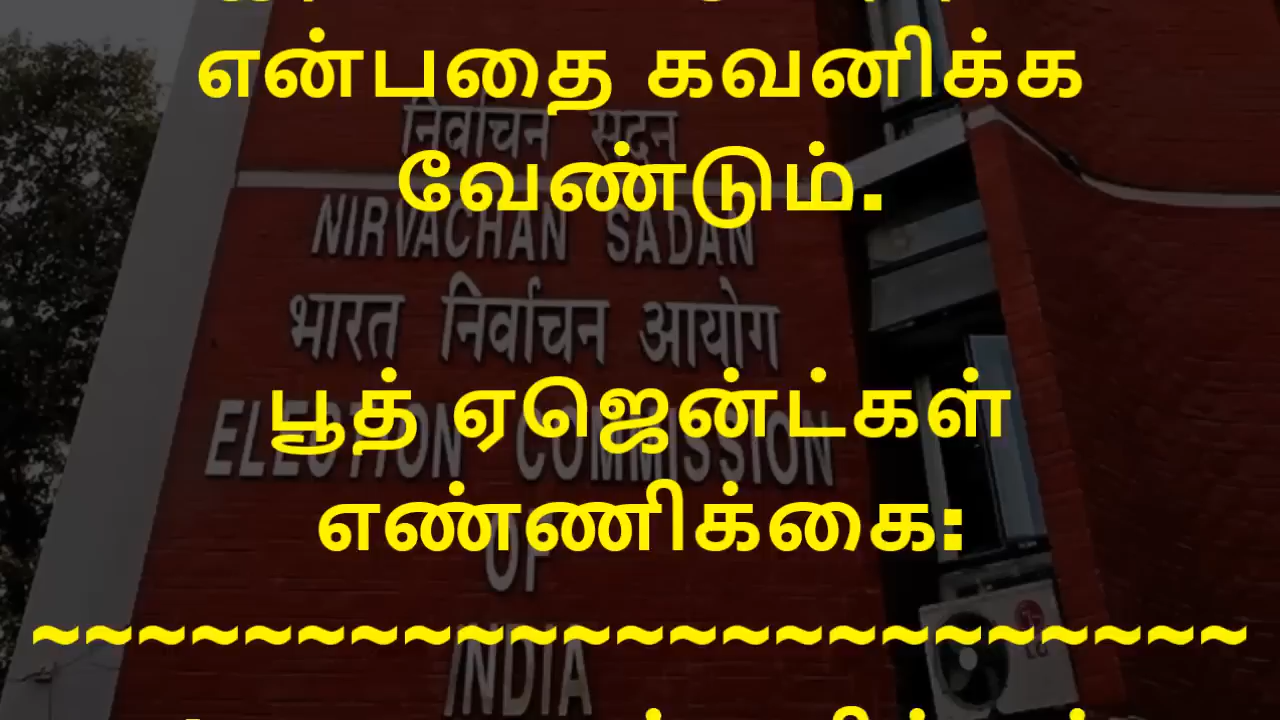 என்பதை கவனிக்க
निर्वाचन सदन
வேண்டும்.
NIRVACHAN SADAN
भारत निर्वाचन आयोग
பூத் ஏஜென்ட்கள்
ELECTION COMMISSION
எண்ணிக்கை:
OF
~~~~~~~~~~~~~~~~~~~~~~~
INDIA